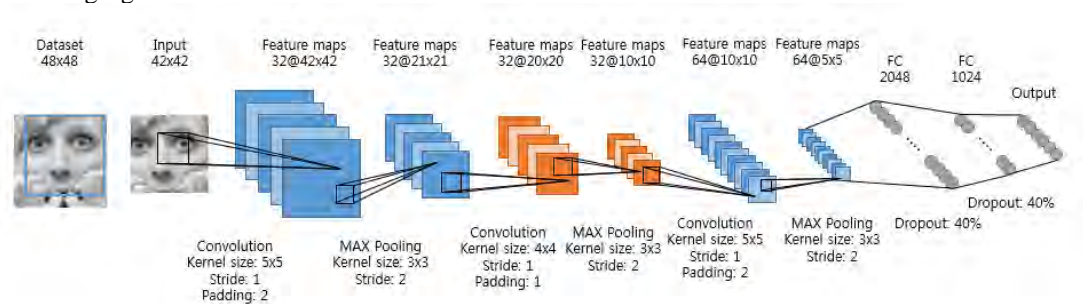 Dataset
48x48
Input
42x42
Feature maps
32@42x42
Feature maps
32@21x21
Feature maps
32@20x20
Feature maps
32@10x10
Feature maps
64@10x10
Feature maps
64@5x5
FC
2048
FC
1024
Output
Convolution
Kernel size: 5x5
Stride: 1
Padding: 2
MAX Pooling
Kernel size: 3x3
Stride: 2
Convolution
Kernel size: 4x4
Stride: 1
Padding: 1
MAX Pooling
Kernel size: 3x3
Stride: 2
Convolution
Kernel size: 5x5
Stride: 1
Padding: 2
MAX Pooling
Kernel size: 3x3
Stride: 2
Dropout: 40%
Dropout: 40%